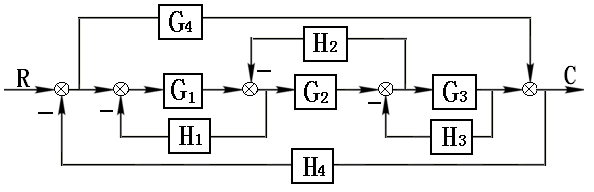 G₄
H₂
R G₁ G₂ G₃ C
− − − −
H₁ H₃
− H₄